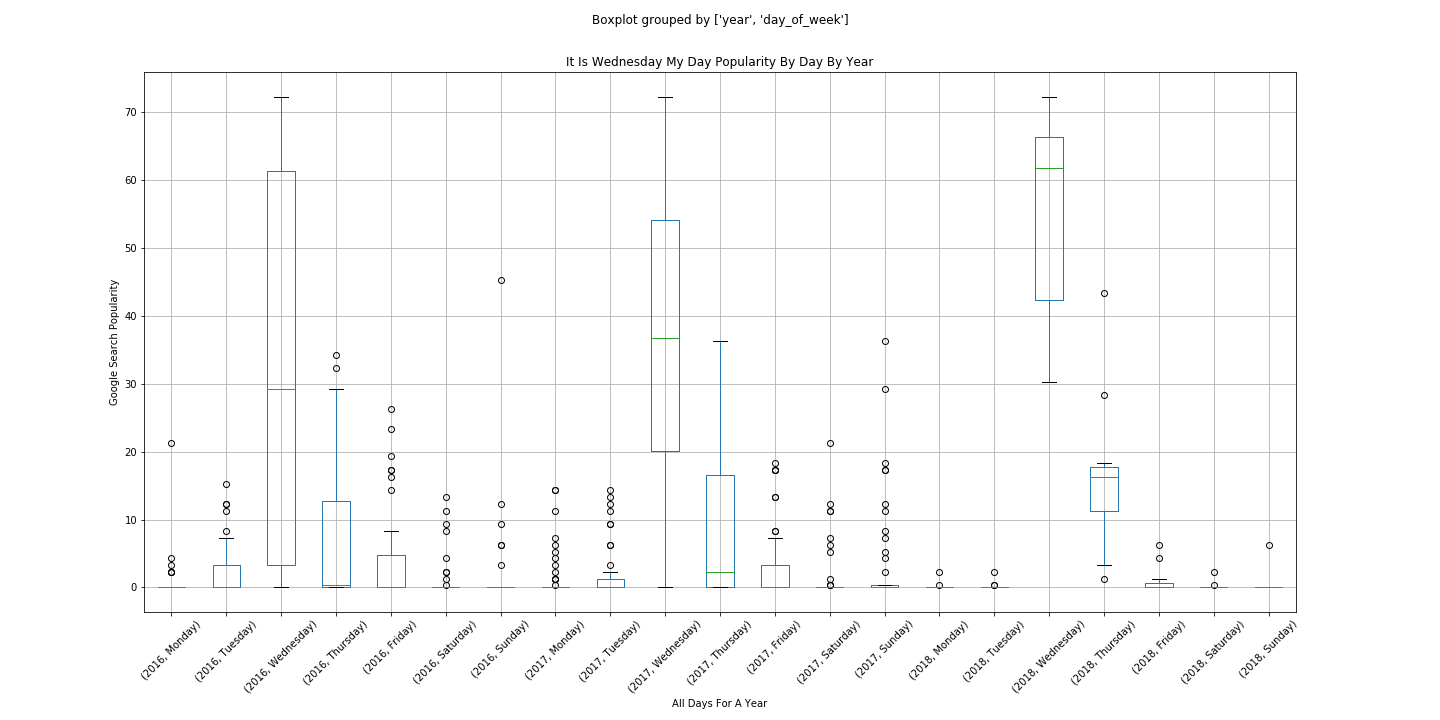 Boxplot grouped by ['year', 'day_of_week']
It Is Wednesday My Day Popularity By Day By Year
Google Search Popularity
70
60
50
40
30
20
10
0
(2016, Monday)
(2016, Tuesday)
(2016, Wednesday)
(2016, Thursday)
(2016, Friday)
(2016, Saturday)
(2016, Sunday)
(2017, Monday)
(2017, Tuesday)
(2017, Wednesday)
(2017, Thursday)
(2017, Friday)
(2017, Saturday)
(2017, Sunday)
(2018, Monday)
(2018, Tuesday)
(2018, Wednesday)
(2018, Thursday)
(2018, Friday)
(2018, Saturday)
(2018, Sunday)
All Days For A Year